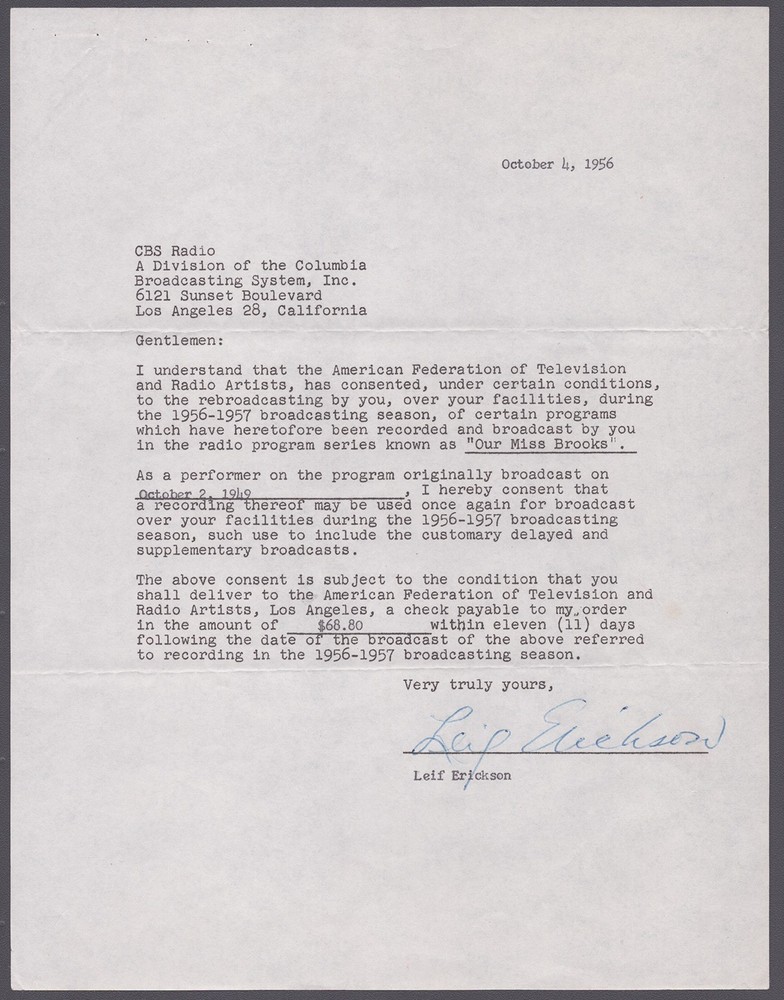 October 4, 1956
CBS Radio
A Division of the Columbia
Broadcasting System, Inc.
6121 Sunset Boulevard
Los Angeles 28, California
Gentlemen:
I understand that the American Federation of Television
and Radio Artists, has consented, under certain conditions,
to the rebroadcasting by you, over your facilities, during
the 1956-1957 broadcasting season, of certain programs
which have heretofore been recorded and broadcast by you
in the radio program series known as "Our Miss Brooks".
As a performer on the program originally broadcast on
October 2, 1949, I hereby consent that
a recording thereof may be used once again for broadcast
over your facilities during the 1956-1957 broadcasting
season, such use to include the customary delayed and
supplementary broadcasts.
The above consent is subject to the condition that you
shall deliver to the American Federation of Television and
Radio Artists, Los Angeles, a check payable to my order
in the amount of $68.80 within eleven (11) days
following the date of the broadcast of the above referred
to recording in the 1956-1957 broadcasting season.
Very truly yours,
Leif Erickson
Leif Erickson